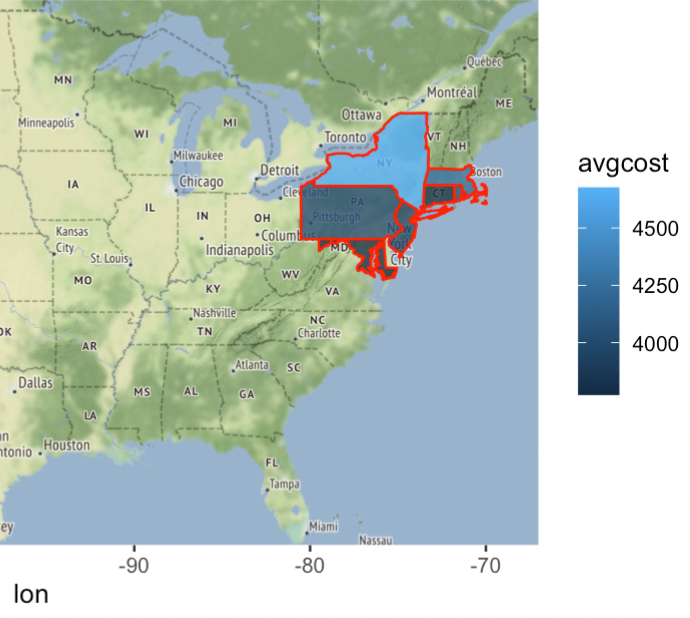 Québec
MN
Montréal
Ottawa
ME
Minneapolis
MI
VT
WI
Toronto
NH
Milwaukee
NY
Boston
avgcost
Detroit
Chicago
IA
Cleveland
CT
IL
IN
OH
PA
Pittsburgh
4500
Kansas
City
Columbus
New
York
City
Indianapolis
MD
St. Louis
WV
MO
4250
KY
VA
Nashville
NC
TN
Charlotte
OK
4000
AR
Atlanta
SC
Dallas
MS
AL
GA
LA
an
Houston
ntonio
FL
Tampa
ey
Miami
Nassau
-90
-80
-70
lon